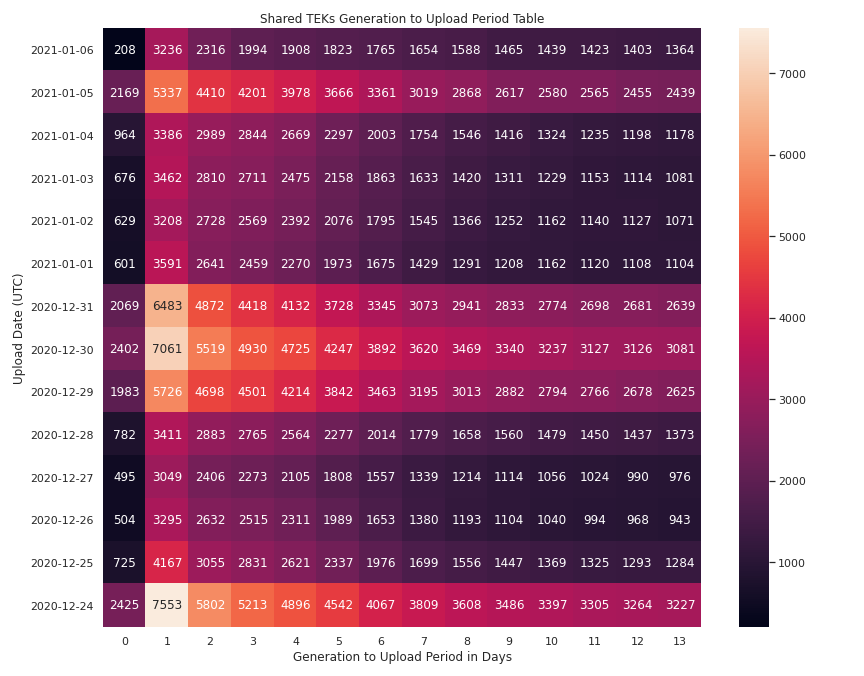 Shared TEKs Generation to Upload Period Table
Upload Date (UTC)
2021-01-06 208 3236 2316 1994 1908 1823 1765 1654 1588 1465 1439 1423 1403 1364
2021-01-05 2169 5337 4410 4201 3978 3666 3361 3019 2868 2617 2580 2565 2455 2439
2021-01-04 964 3386 2989 2844 2669 2297 2003 1754 1546 1416 1324 1235 1198 1178
2021-01-03 676 3462 2810 2711 2475 2158 1863 1633 1420 1311 1229 1153 1114 1081
2021-01-02 629 3208 2728 2569 2392 2076 1795 1545 1366 1252 1162 1140 1127 1071
2021-01-01 601 3591 2641 2459 2270 1973 1675 1429 1291 1208 1162 1120 1108 1104
2020-12-31 2069 6483 4872 4418 4132 3728 3345 3073 2941 2833 2774 2698 2681 2639
2020-12-30 2402 7061 5519 4930 4725 4247 3892 3620 3469 3340 3237 3127 3126 3081
2020-12-29 1983 5726 4698 4501 4214 3842 3463 3195 3013 2882 2794 2766 2678 2625
2020-12-28 782 3411 2883 2765 2564 2277 2014 1779 1658 1560 1479 1450 1437 1373
2020-12-27 495 3049 2406 2273 2105 1808 1557 1339 1214 1114 1056 1024 990 976
2020-12-26 504 3295 2632 2515 2311 1989 1653 1380 1193 1104 1040 994 968 943
2020-12-25 725 4167 3055 2831 2621 2337 1976 1699 1556 1447 1369 1325 1293 1284
2020-12-24 2425 7553 5802 5213 4896 4542 4067 3809 3608 3486 3397 3305 3264 3227
0 1 2 3 4 5 6 7 8 9 10 11 12 13
Generation to Upload Period in Days
7000
6000
5000
4000
3000
2000
1000